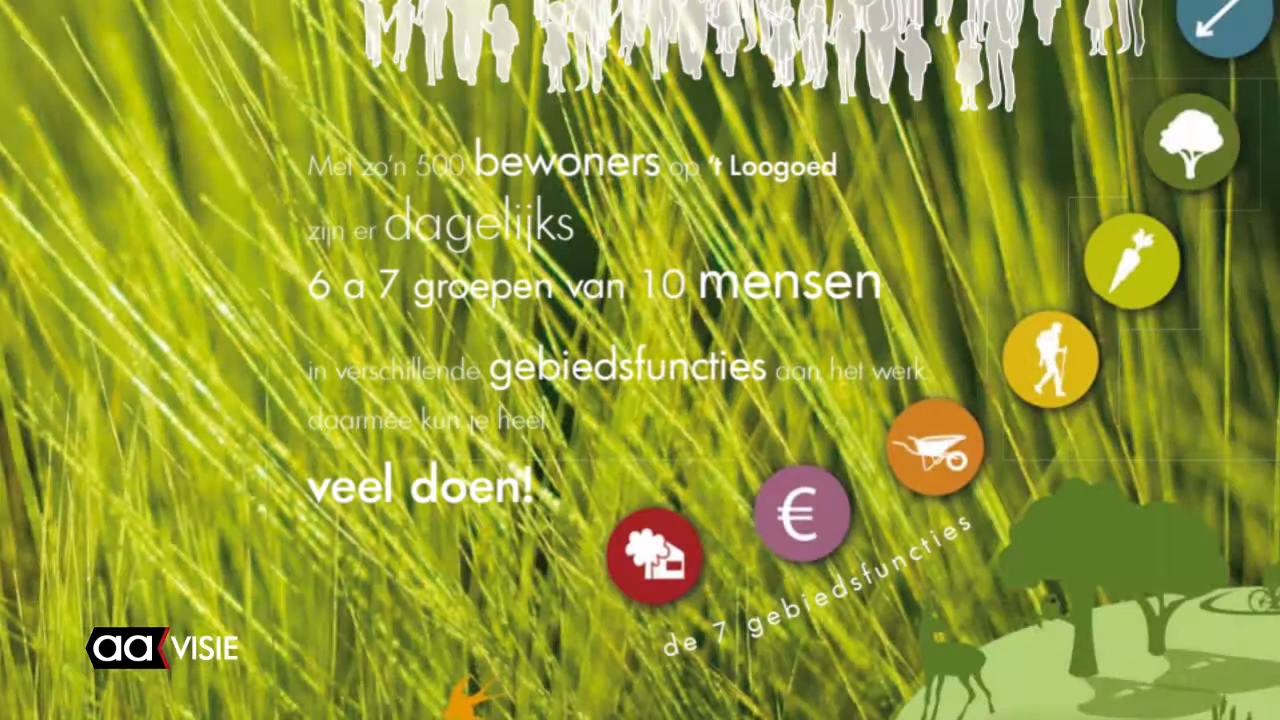 Met zo'n 500 bewoners op 't Loogoed
zijn er dagelijks
6 a 7 groepen van 10 mensen
in verschillende gebiedsfuncties aan het werk.
daarmee kun je heel
veel doen!
€
de 7 gebiedsfuncties
aa VISIE